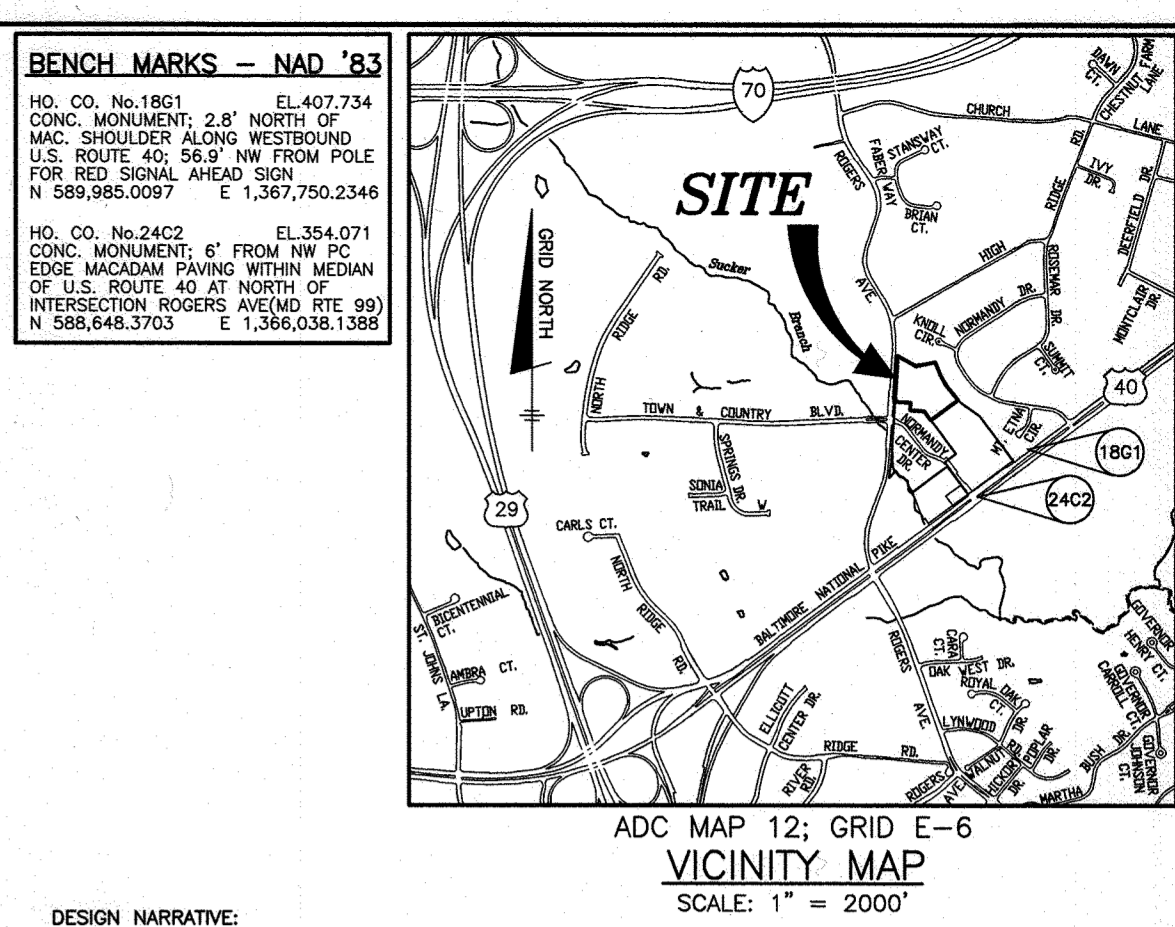 BENCH MARKS - NAD '83
HO. CO. No.18G1 EL.407.734
CONC. MONUMENT; 2.8' NORTH OF
MAC. SHOULDER ALONG WESTBOUND
U.S. ROUTE 40; 56.9' NW FROM POLE
FOR RED SIGNAL AHEAD SIGN
N 589,985.0097 E 1,367,750.2346
HO. CO. No.24C2 EL.354.071
CONC. MONUMENT; 6' FROM NW PC
EDGE MACADAM PAVING WITHIN MEDIAN
OF U.S. ROUTE 40 AT NORTH OF
INTERSECTION ROGERS AVE(MD RTE 99)
N 588,648.3703 E 1,366,038.1388
70
DAWN CT.
CHESTNUT FARM LANE
CHURCH LANE
ROGERS AVE.
FABER WAY
STANSWAY CT.
BRIAN CT.
HIGH RIDGE RD.
IVY DR.
DEERFIELD DR.
MONTCLAIR DR.
ROSEMAR DR.
NORMANDY DR.
KNOLL CIR.
SUMMIT CT.
SITE
GRID NORTH
Sucker Branch
NORTH RIDGE RD.
TOWN & COUNTRY BLVD.
NORMANDY CENTER DR.
MT. ETNA CIR.
40
18G1
24C2
SPRINGS DR.
SONIA TRAIL
W
29
CARLS CT.
NORTH RIDGE RD.
BALTIMORE NATIONAL PIKE
BICENTENNIAL CT.
ST. JOHNS LA.
AMBRA CT.
UPTON RD.
ROGERS AVE.
CARA CT.
OAK WEST DR.
ROYAL OAK CT.
LYNWOOD DR.
WALNUT RD.
HICKORY DR.
POPLAR DR.
ELLICOTT CENTER DR.
RIDGE RD.
RIVER RD.
ROGERS AVE
MARTHA BUSH DR.
GOVERNOR HENRY CT.
GOVERNOR CARROLL CT.
GOVERNOR JOHNSON CT.
ADC MAP 12; GRID E-6
VICINITY MAP
SCALE: 1" = 2000'
DESIGN NARRATIVE: